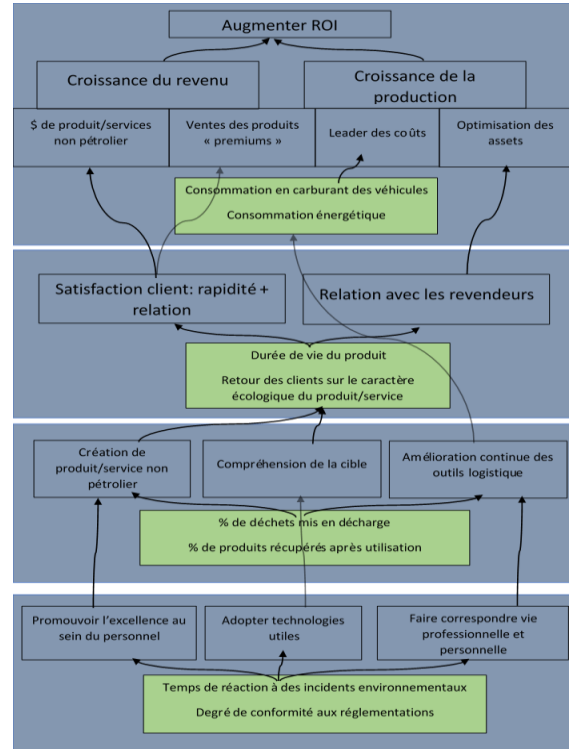 Augmenter ROI
Croissance du revenu
Croissance de la
production
$ de produit/services
non pétrolier
Ventes des produits
« premiums »
Leader des coûts
Optimisation des
assets
Consommation en carburant des véhicules
Consommation énergétique
Satisfaction client: rapidité +
relation
Relation avec les revendeurs
Durée de vie du produit
Retour des clients sur le caractère
écologique du produit/service
Création de
produit/service non
pétrolier
Compréhension de la cible
Amélioration continue des
outils logistique
% de déchets mis en décharge
% de produits récupérés après utilisation
Promouvoir l'excellence au
sein du personnel
Adopter technologies
utiles
Faire correspondre vie
professionnelle et
personnelle
Temps de réaction à des incidents environnementaux
Degré de conformité aux réglementations